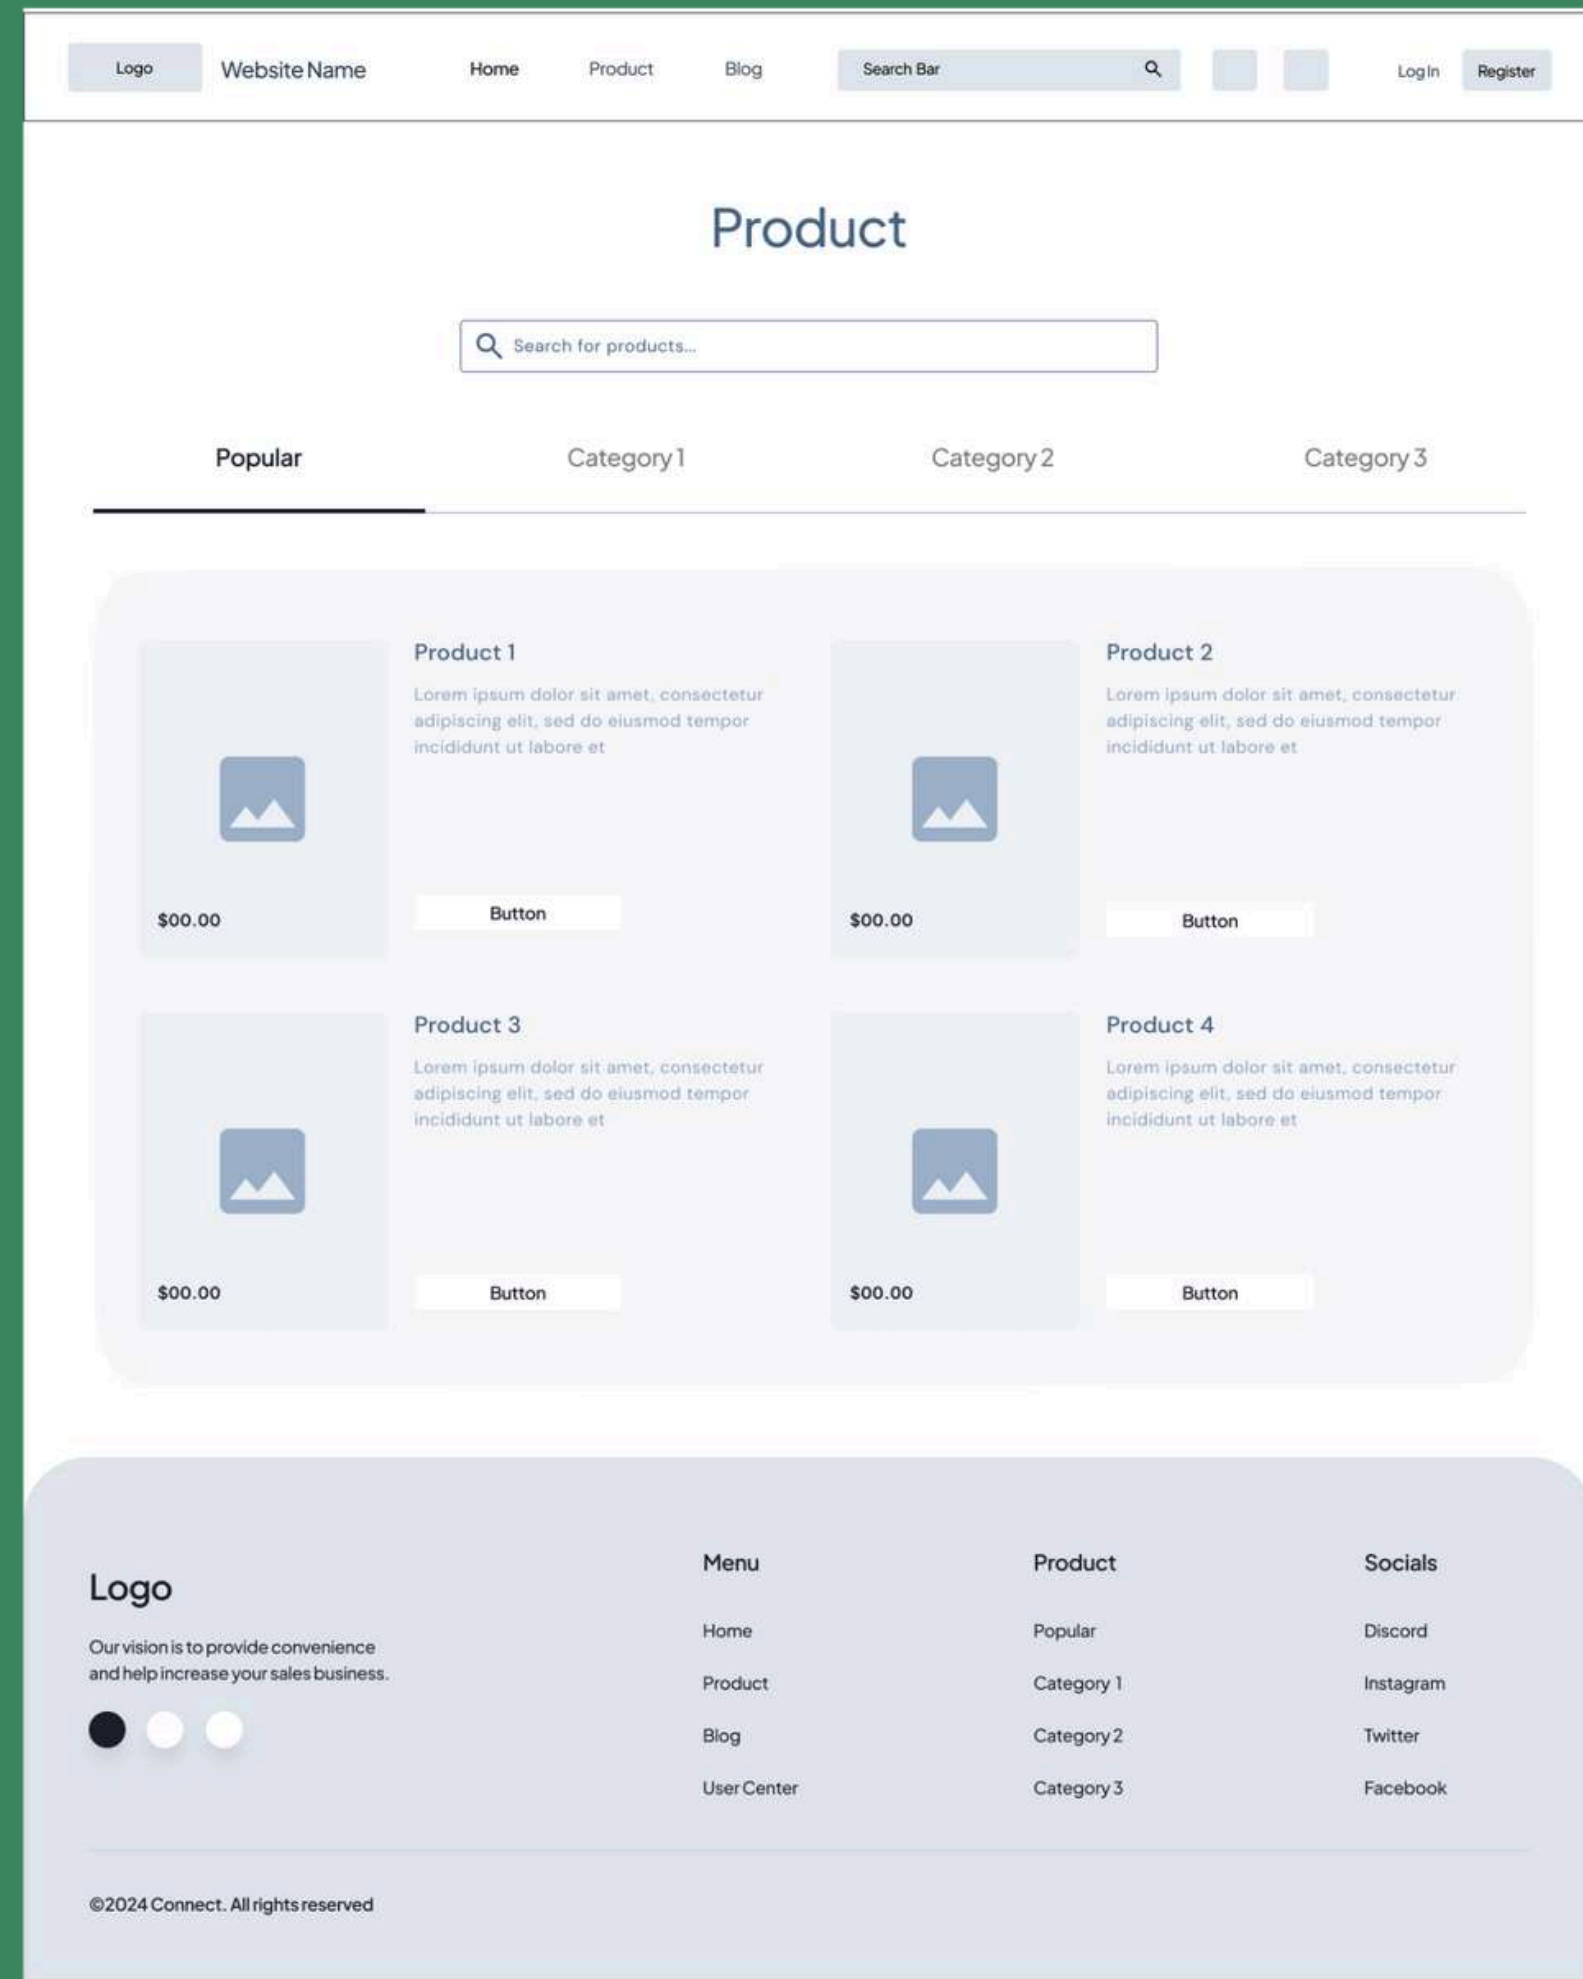 Logo
Website Name
Home
Product
Blog
Search Bar
Log In
Register
Product
Search for products...
Popular
Category 1
Category 2
Category 3
Product 1
Lorem ipsum dolor sit amet, consectetur
adipiscing elit, sed do eiusmod tempor
incididunt ut labore et
$00.00
Button
Product 2
Lorem ipsum dolor sit amet, consectetur
adipiscing elit, sed do eiusmod tempor
incididunt ut labore et
$00.00
Button
Product 3
Lorem ipsum dolor sit amet, consectetur
adipiscing elit, sed do eiusmod tempor
incididunt ut labore et
$00.00
Button
Product 4
Lorem ipsum dolor sit amet, consectetur
adipiscing elit, sed do eiusmod tempor
incididunt ut labore et
$00.00
Button
Logo
Our vision is to provide convenience
and help increase your sales business.
Menu
Home
Product
Blog
User Center
Product
Popular
Category 1
Category 2
Category 3
Socials
Discord
Instagram
Twitter
Facebook
©2024 Connect. All rights reserved